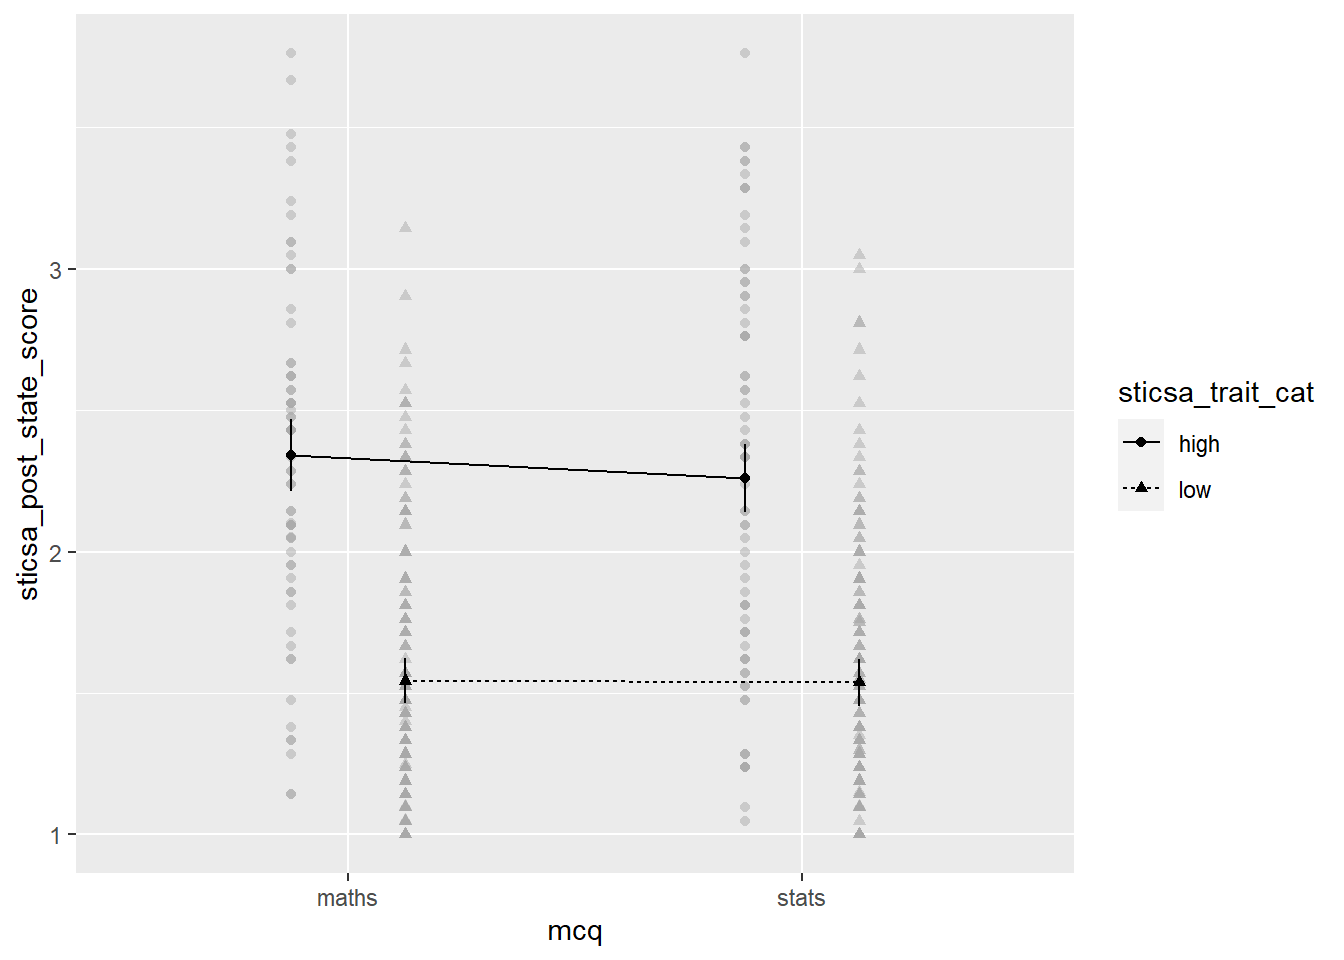 sticsa_post_state_score
3
2
1
maths
stats
mcq
sticsa_trait_cat
high
low